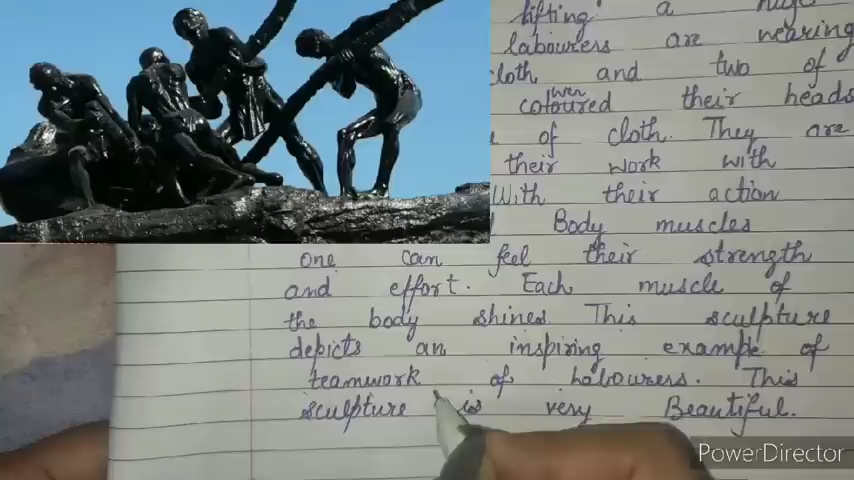 lifting a huge
labourers are wearing
cloth and two of
wen
coloured their heads
of cloth. They are
their work with
With their action
Body muscles
one can feel their strength
and effort. Each muscle of
the body shines This sculpture
depicts an inspiring example of
teamwork of labourers. This
sculpture is very Beautiful.
PowerDirector